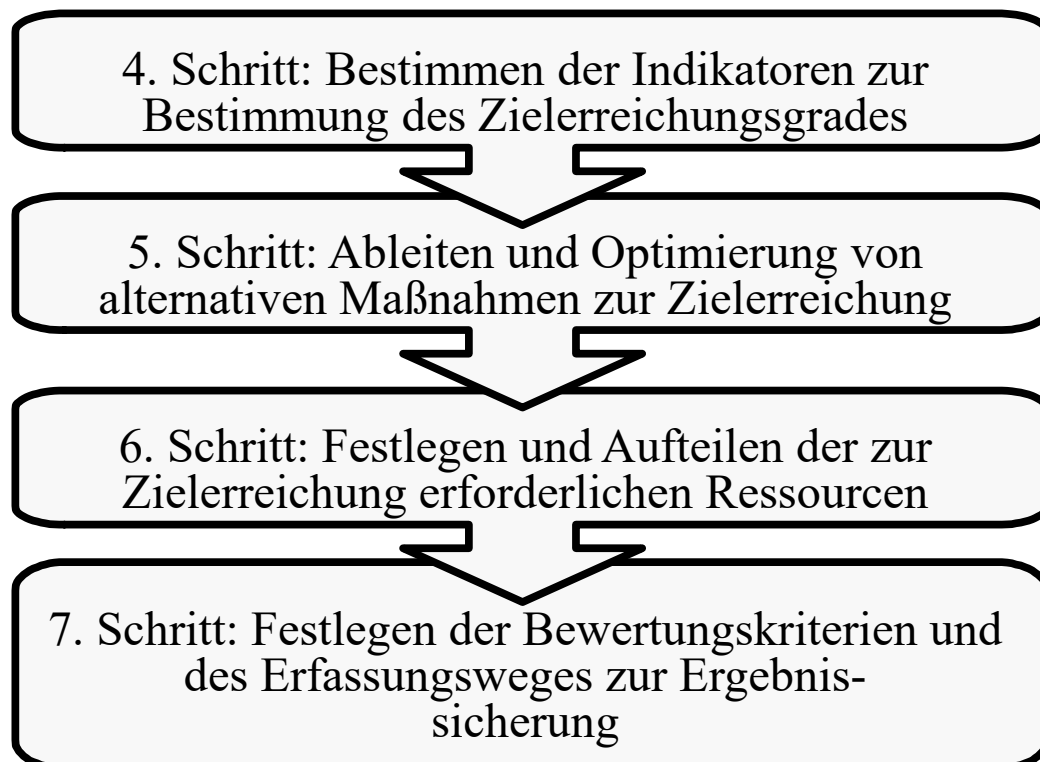 4. Schritt: Bestimmen der Indikatoren zur
Bestimmung des Zielerreichungsgrades
5. Schritt: Ableiten und Optimierung von
alternativen Maßnahmen zur Zielerreichung
6. Schritt: Festlegen und Aufteilen der zur
Zielerreichung erforderlichen Ressourcen
7. Schritt: Festlegen der Bewertungskriterien und
des Erfassungsweges zur Ergebnis-
sicherung